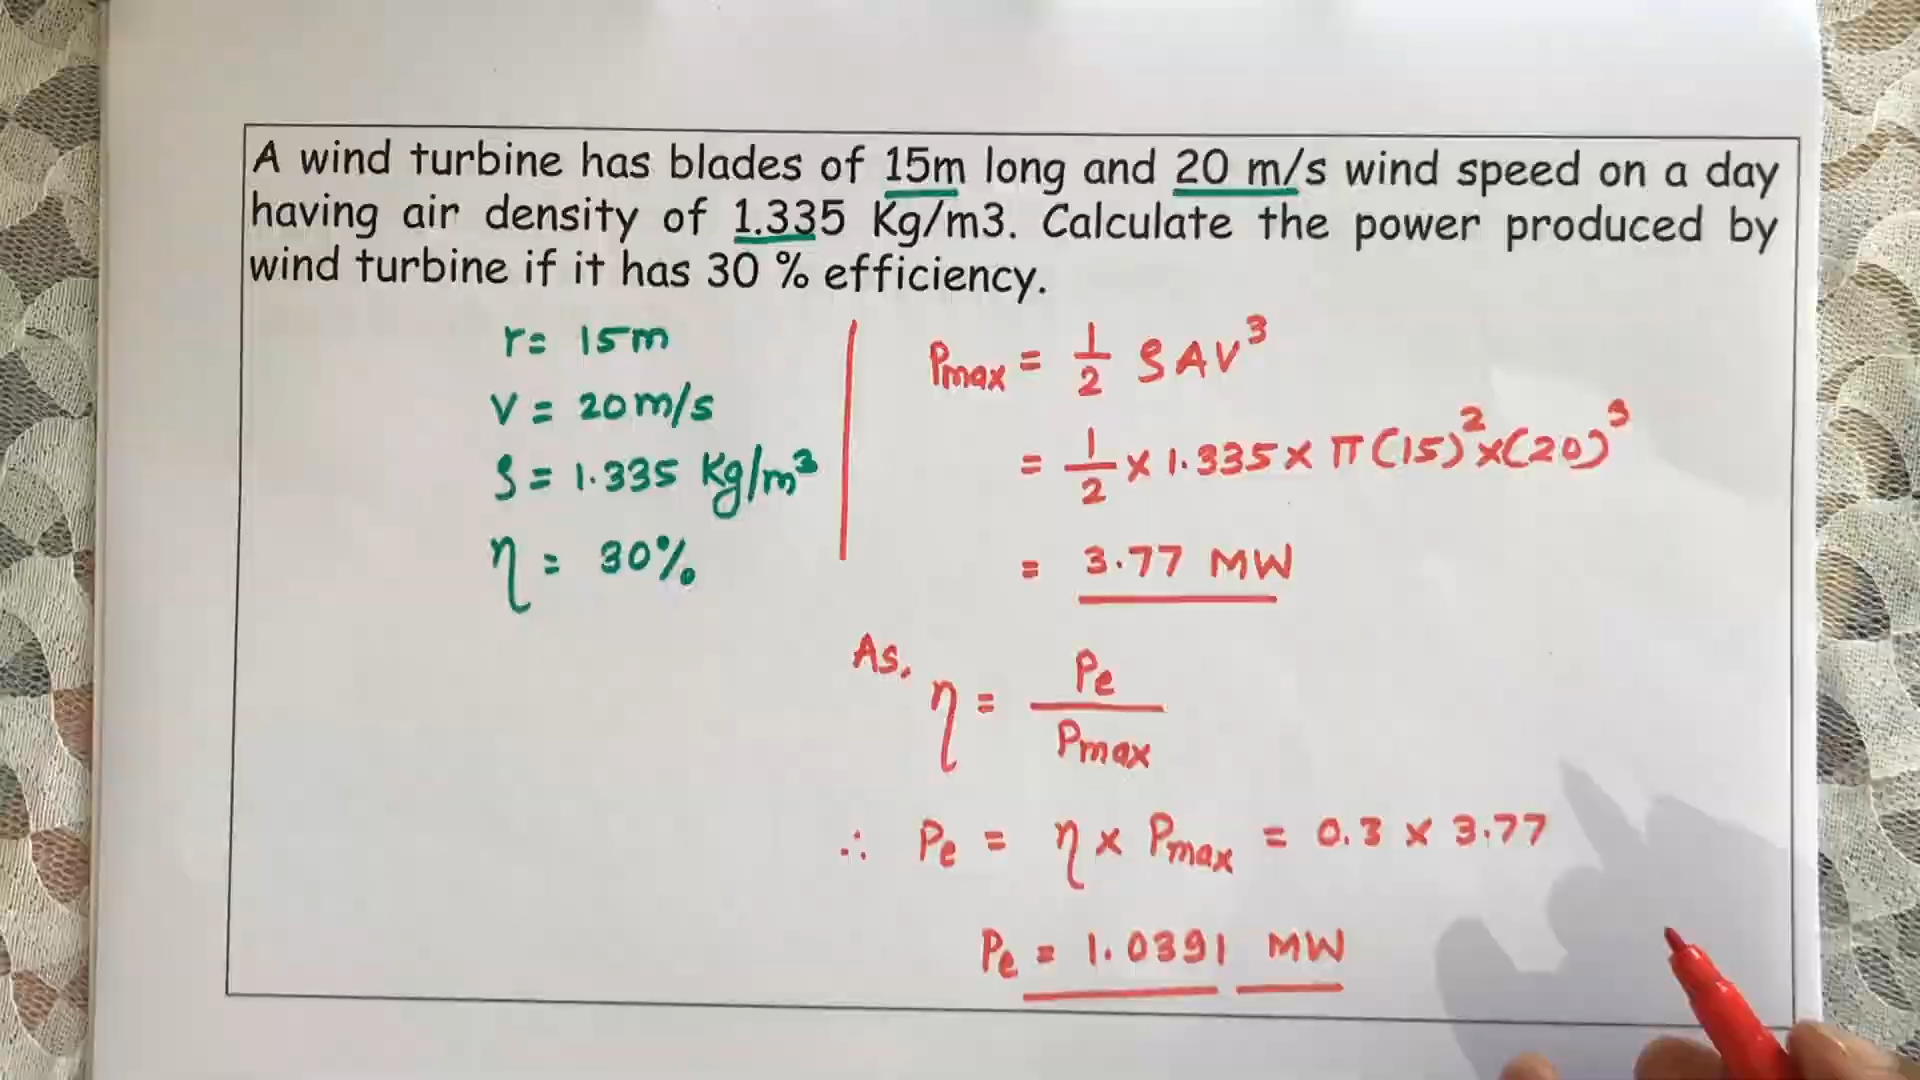 A wind turbine has blades of 15m long and 20 m/s wind speed on a day
having air density of 1.335 Kg/m3. Calculate the power produced by
wind turbine if it has 30 % efficiency.
r = 15m
V = 20m/s
ρ = 1.335 Kg/m³
η = 30%
Pmax = 1/2 ρAV³
= 1/2 × 1.335 × π(15)²×(20)³
= 3.77 MW
As, η = Pe/Pmax
∴ Pe = η × Pmax = 0.3 × 3.77
Pe = 1.0391 MW